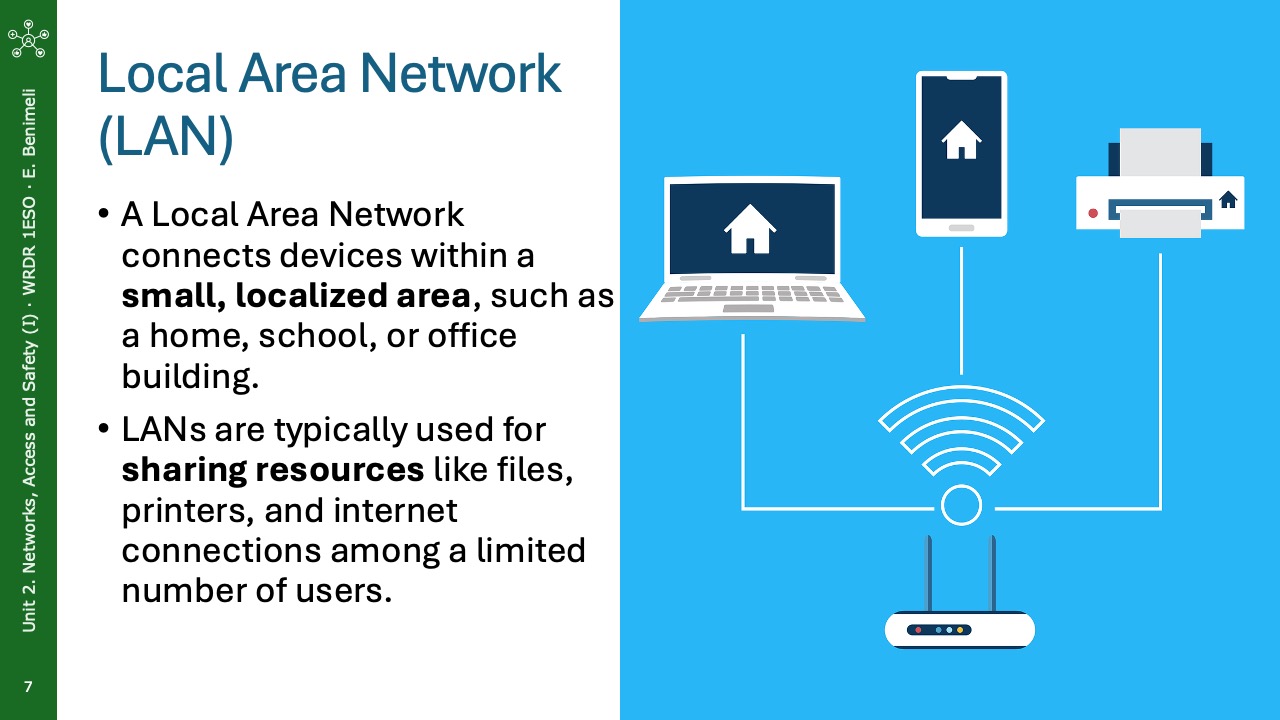 Unit 2. Networks, Access and Safety (I) · WRDR 1ESO · E. Benimeli
7
Local Area Network
(LAN)
• A Local Area Network
connects devices within a
small, localized area, such as
a home, school, or office
building.
• LANs are typically used for
sharing resources like files,
printers, and internet
connections among a limited
number of users.